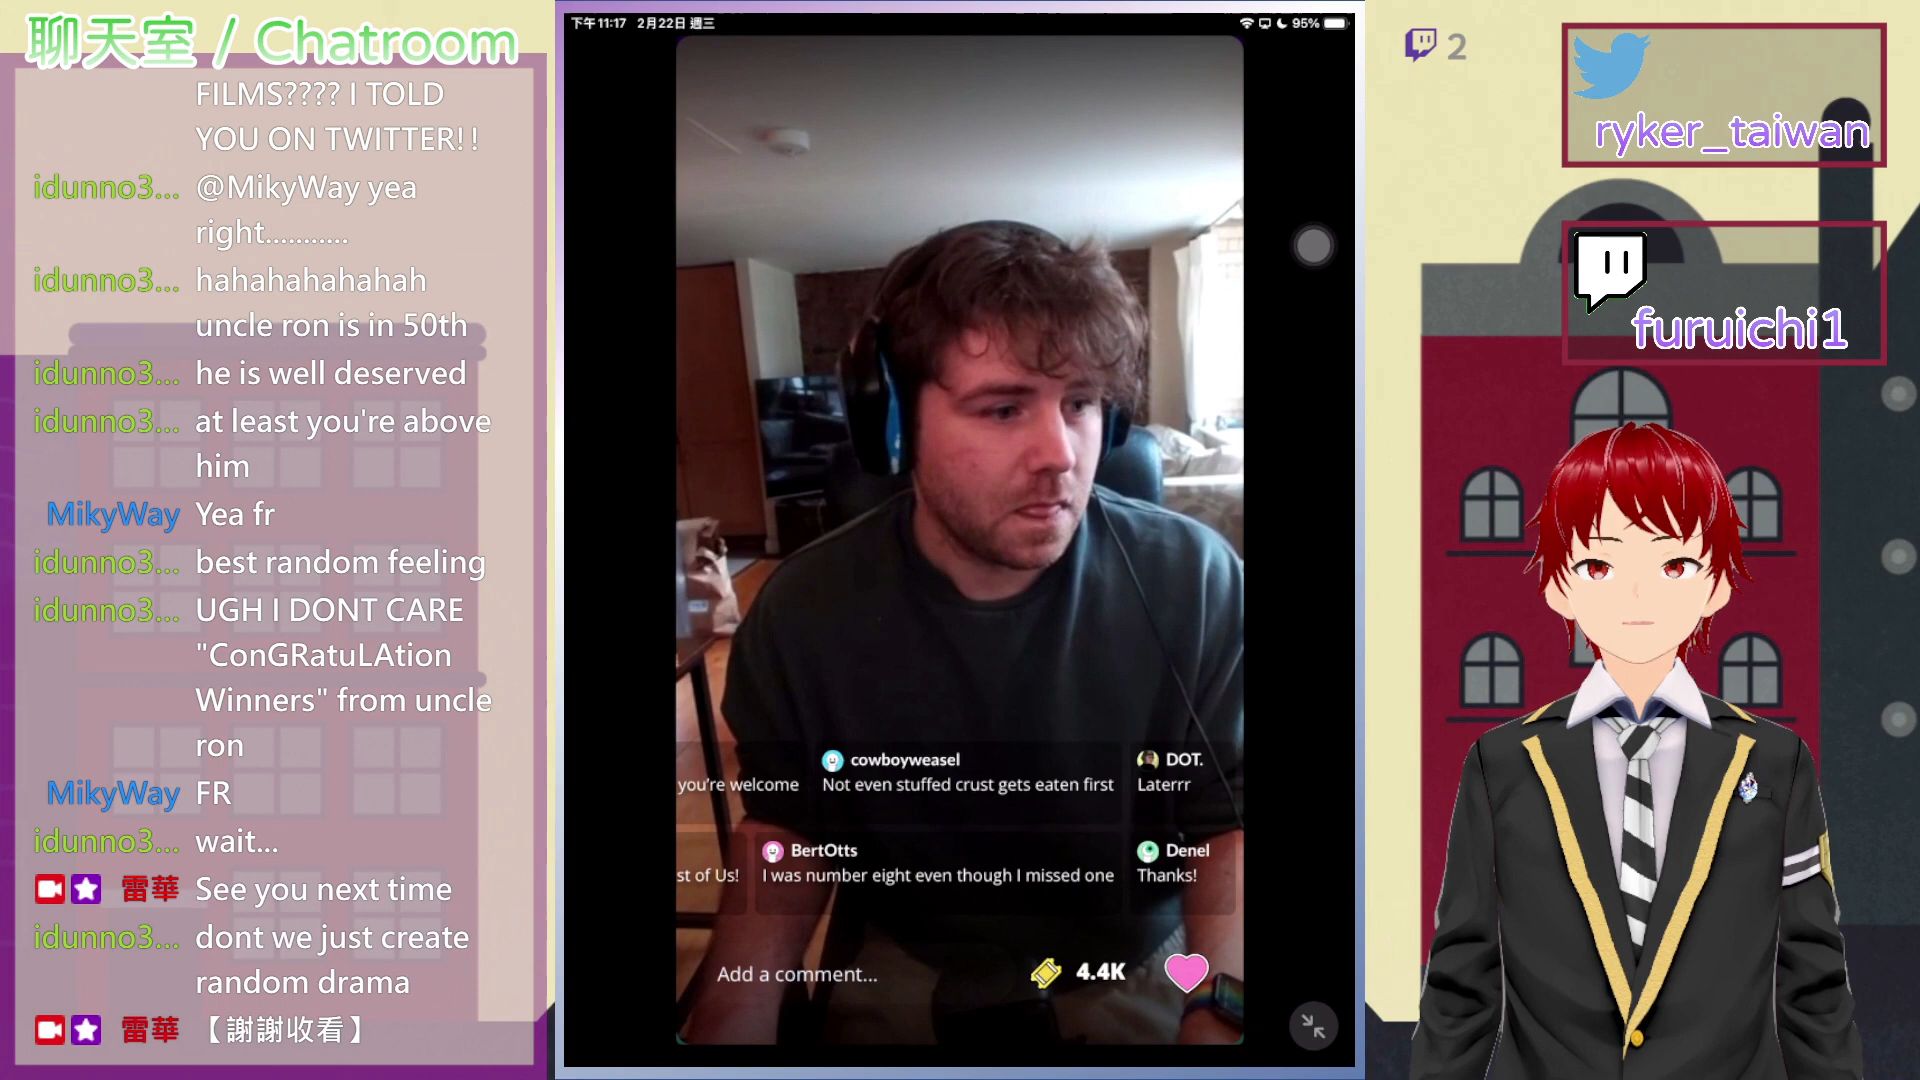 聊天室 / Chatroom
FILMS???? I TOLD
YOU ON TWITTER!!
idunno3... @MikyWay yea
right...........
idunno3... hahahahahahah
uncle ron is in 50th
idunno3... he is well deserved
idunno3... at least you're above
him
MikyWay Yea fr
idunno3... best random feeling
idunno3... UGH I DONT CARE
"ConGRatuLAtion
Winners" from uncle
ron
MikyWay FR
idunno3... wait...
雷華 See you next time
idunno3... dont we just create
random drama
雷華 【謝謝收看】
下午11:17 2月22日 週三
95%
cowboyweasel
DOT.
you're welcome
Not even stuffed crust gets eaten first
Laterrr
BertOtts
Denel
st of Us!
I was number eight even though I missed one
Thanks!
Add a comment...
4.4K
2
ryker_taiwan
furuichi1